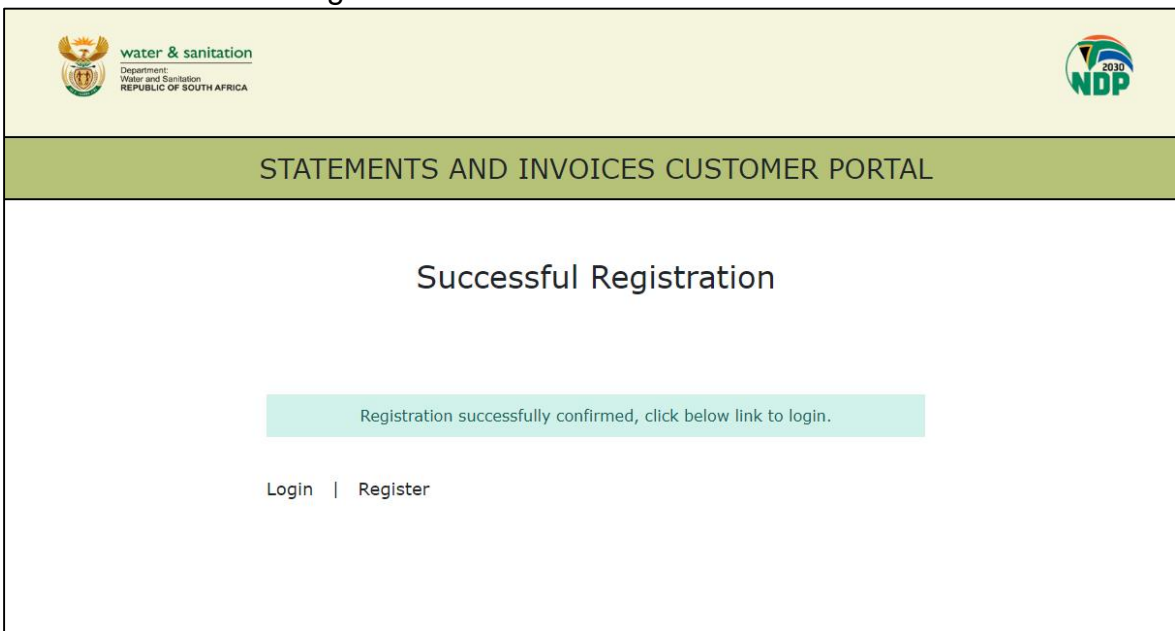 water & sanitation
Department:
Water and Sanitation
REPUBLIC OF SOUTH AFRICA
2030
NDP
STATEMENTS AND INVOICES CUSTOMER PORTAL
Successful Registration
Registration successfully confirmed, click below link to login.
Login | Register